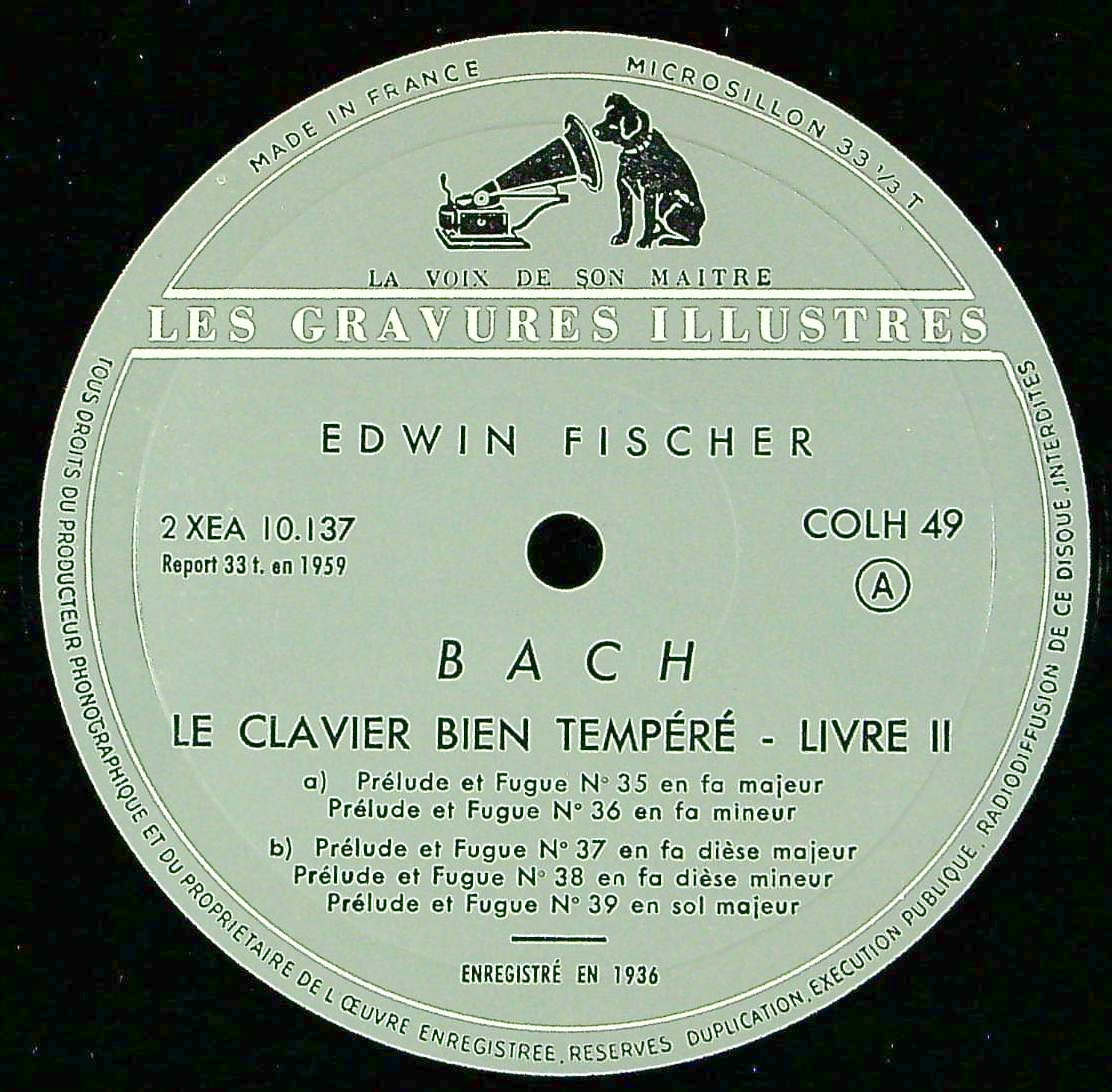 MADE IN FRANCE
MICROSILLON 33 1/3 T
LA VOIX DE SON MAITRE
LES GRAVURES ILLUSTRES
EDWIN FISCHER
2 XEA 10.137
COLH 49
Report 33 t. en 1959
A
BACH
LE CLAVIER BIEN TEMPÉRÉ - LIVRE II
a) Prélude et Fugue N° 35 en fa majeur
Prélude et Fugue N° 36 en fa mineur
b) Prélude et Fugue N° 37 en fa dièse majeur
Prélude et Fugue N° 38 en fa dièse mineur
Prélude et Fugue N° 39 en sol majeur
ENREGISTRÉ EN 1936
TOUS DROITS DU PRODUCTEUR PHONOGRAPHIQUE ET DU PROPRIETAIRE DE L ŒUVRE ENREGISTREE, RESERVES DUPLICATION, EXECUTION PUBLIQUE, RADIODIFFUSION DE CE DISQUE, INTERDITES